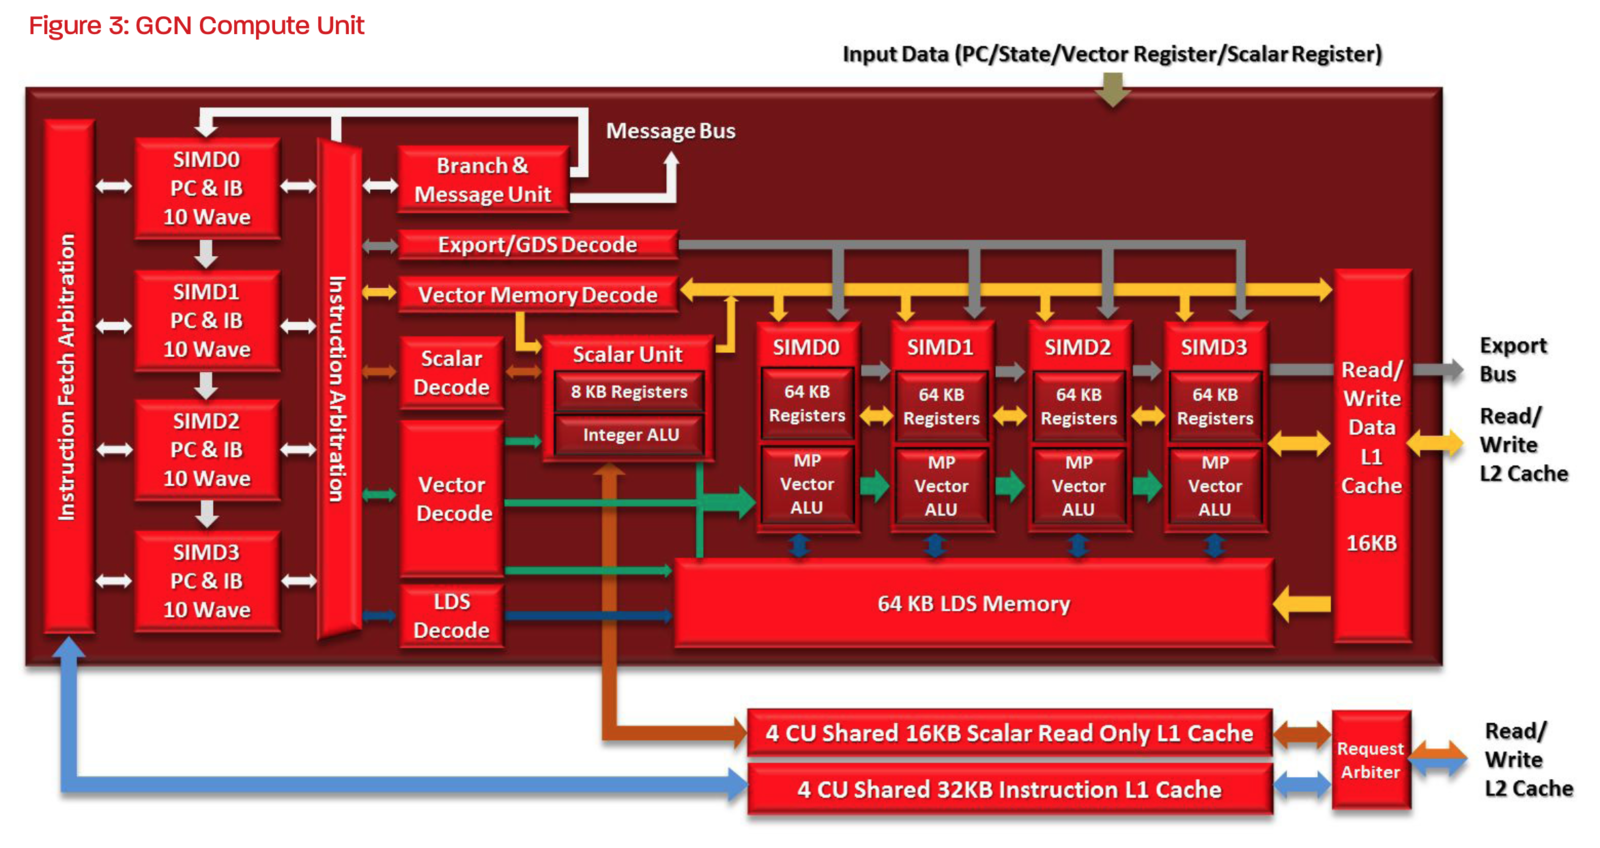 Figure 3: GCN Compute Unit
Input Data (PC/State/Vector Register/Scalar Register)
Instruction Fetch Arbitration
SIMD0
PC & IB
10 Wave
SIMD1
PC & IB
10 Wave
SIMD2
PC & IB
10 Wave
SIMD3
PC & IB
10 Wave
Instruction Arbitration
Branch &
Message Unit
Message Bus
Export/GDS Decode
Vector Memory Decode
Scalar
Decode
Scalar Unit
8 KB Registers
Integer ALU
Vector
Decode
LDS
Decode
SIMD0
64 KB
Registers
MP
Vector
ALU
SIMD1
64 KB
Registers
MP
Vector
ALU
SIMD2
64 KB
Registers
MP
Vector
ALU
SIMD3
64 KB
Registers
MP
Vector
ALU
64 KB LDS Memory
Read/
Write
Data
L1
Cache
16KB
Export
Bus
Read/
Write
L2 Cache
4 CU Shared 16KB Scalar Read Only L1 Cache
4 CU Shared 32KB Instruction L1 Cache
Request
Arbiter
Read/
Write
L2 Cache